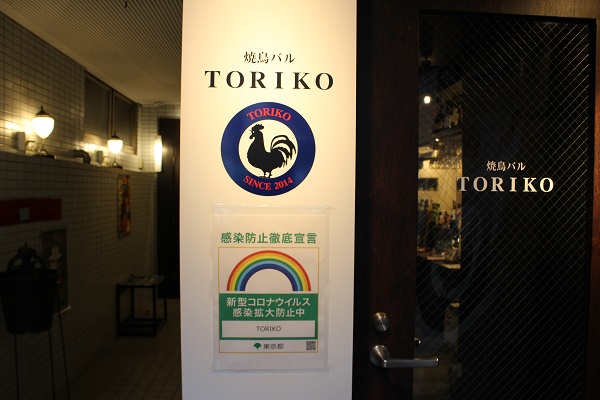 焼鳥バル
TORIKO
TORIKO
SINCE 2014
感染防止徹底宣言
新型コロナウイルス
感染拡大防止中
TORIKO
東京都
焼鳥バル
TORIKO